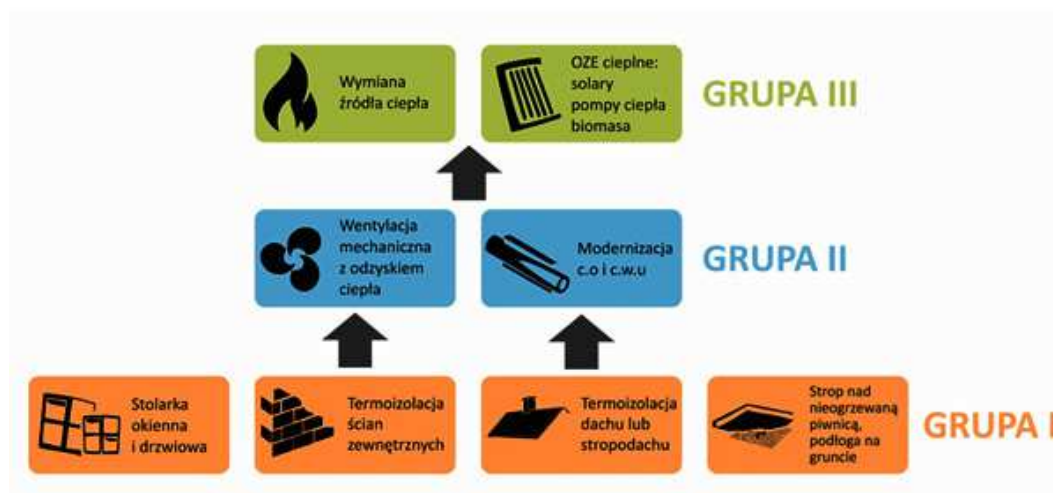 Wymiana
źródła ciepła
OZE cieplne:
solary
pompy ciepła
biomasa
GRUPA III
Wentylacja
mechaniczna
z odzyskiem
ciepła
Modernizacja
c.o i c.w.u
GRUPA II
Stolarka
okienna
i drzwiowa
Termoizolacja
ścian
zewnętrznych
Termoizolacja
dachu lub
stropodachu
Strop nad
nieogrzewaną
piwnicą,
podłoga na
gruncie
GRUPA I